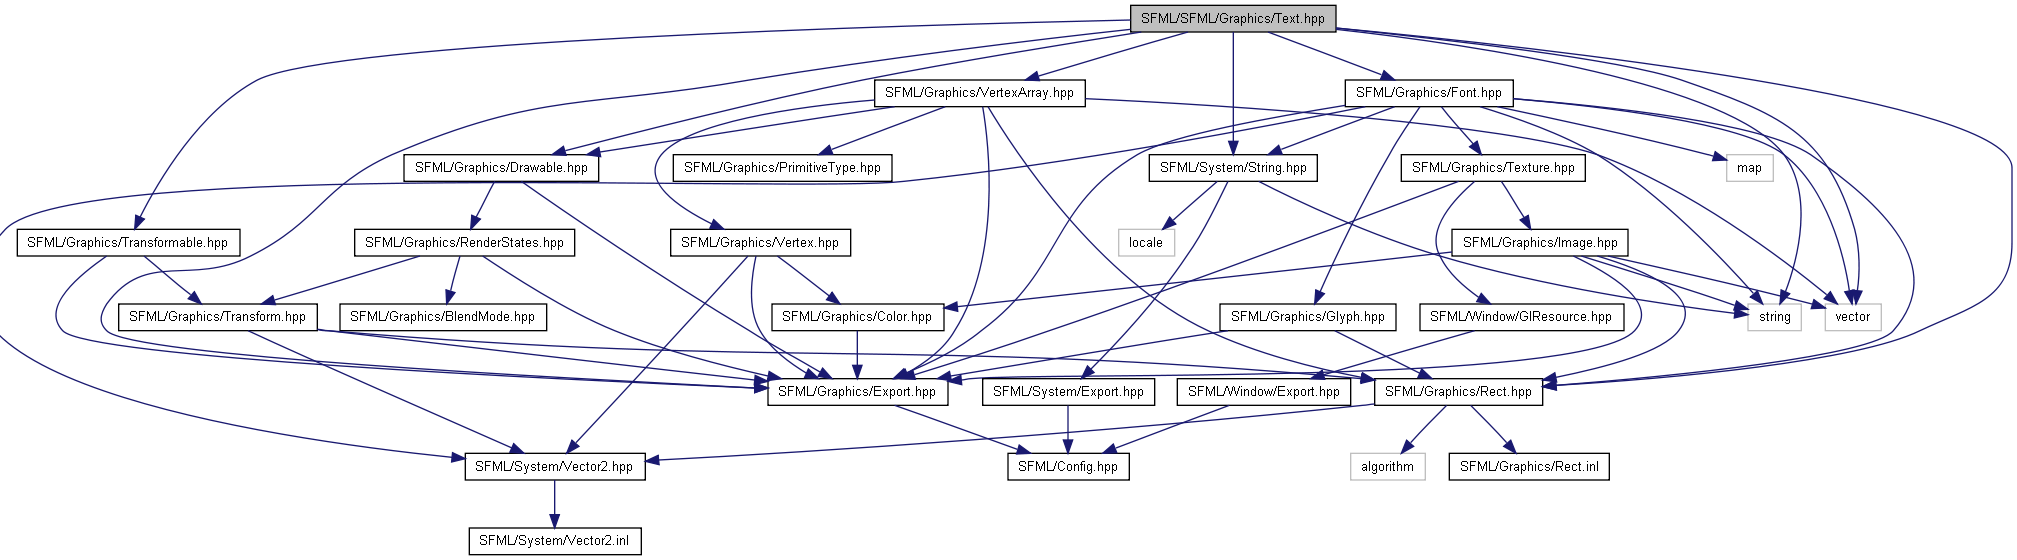 SFML/SFML/Graphics/Text.hpp
SFML/Graphics/VertexArray.hpp
SFML/Graphics/Font.hpp
SFML/Graphics/Drawable.hpp
SFML/Graphics/PrimitiveType.hpp
SFML/System/String.hpp
SFML/Graphics/Texture.hpp
map
SFML/Graphics/Transformable.hpp
SFML/Graphics/RenderStates.hpp
SFML/Graphics/Vertex.hpp
locale
SFML/Graphics/Image.hpp
SFML/Graphics/Transform.hpp
SFML/Graphics/BlendMode.hpp
SFML/Graphics/Color.hpp
SFML/Graphics/Glyph.hpp
SFML/Window/GlResource.hpp
string
vector
SFML/Graphics/Export.hpp
SFML/System/Export.hpp
SFML/Window/Export.hpp
SFML/Graphics/Rect.hpp
SFML/System/Vector2.hpp
SFML/Config.hpp
algorithm
SFML/Graphics/Rect.inl
SFML/System/Vector2.inl